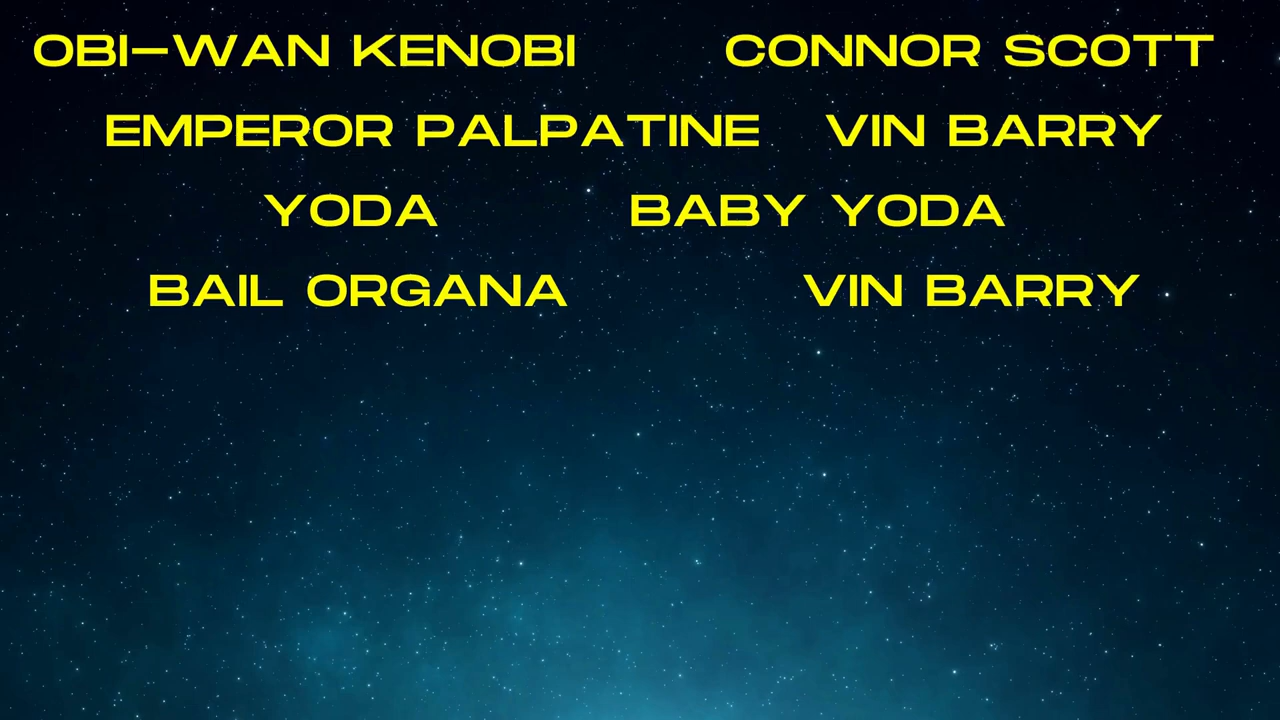 OBI-WAN KENOBI CONNOR SCOTT
EMPEROR PALPATINE VIN BARRY
YODA BABY YODA
BAIL ORGANA VIN BARRY